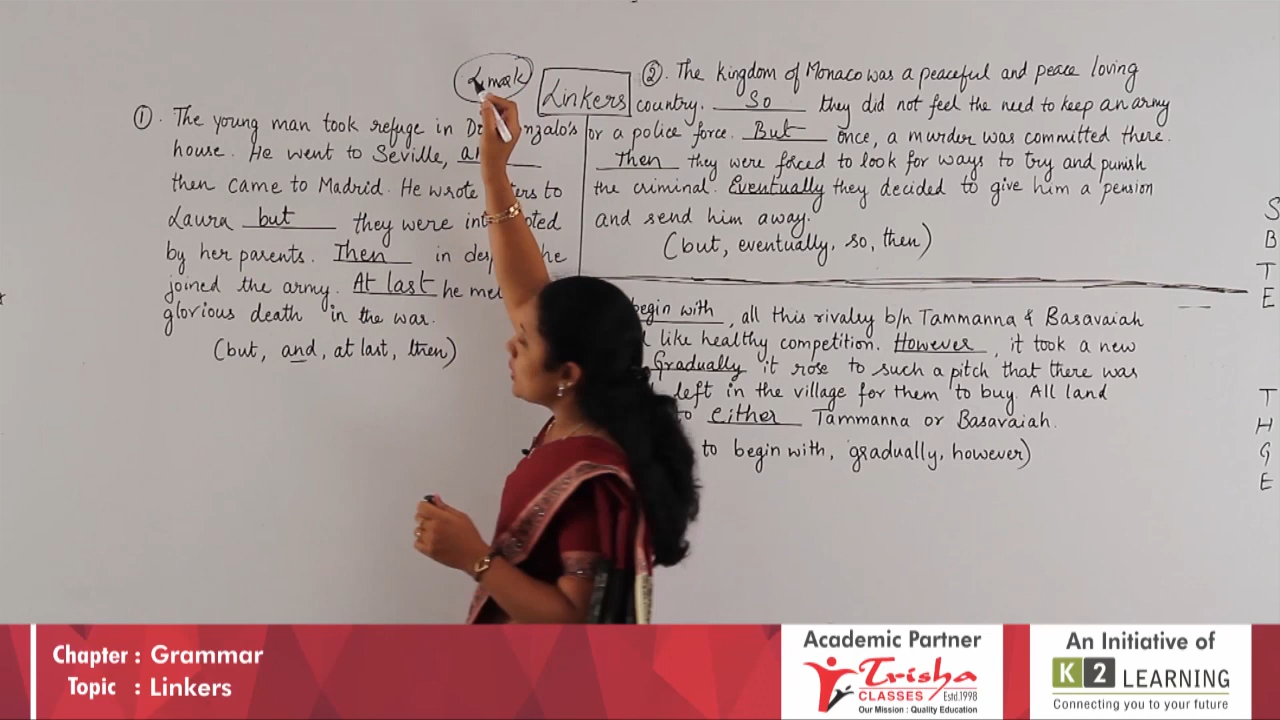 mark
Linkers
①. The young man took refuge in
house. He went to Seville,
then came to Madrid. He wrote to
Laura but they were
by her parents. Then in he
joined the army. At last he met
glorious death in the war.
(but, and, at last, then)
②. The kingdom of Monaco was a peaceful and peace loving
country. So they did not feel the need to keep an army
or a police force. But once, a murder was committed there.
Then they were forced to look for ways to try and punish
the criminal. Eventually they decided to give him a pension
and send him away.
(but, eventually, so, then)
begin with, all this rivalry b/n Tammanna & Basavaiah
like healthy competition. However, it took a new
Gradually it rose to such a pitch that there was
left in the village for them to buy. All land
to either Tammanna or Basavaiah.
to begin with, gradually, however)
S
B
T
E
T
H
G
E
Chapter : Grammar
Topic : Linkers
Academic Partner
Trisha
CLASSES Estd.1998
Our Mission : Quality Education
An Initiative of
K2 LEARNING
Connecting you to your future